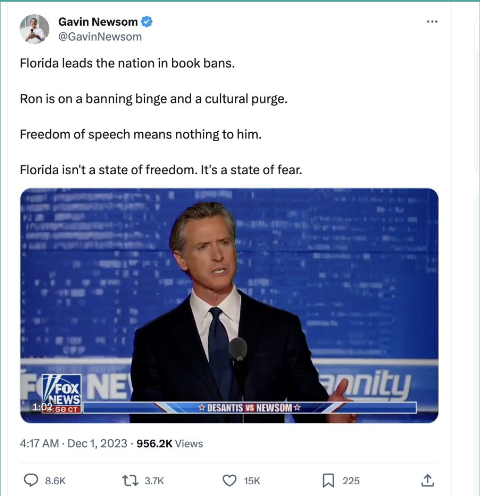 Gavin Newsom
@GavinNewsom
Florida leads the nation in book bans.
Ron is on a banning binge and a cultural purge.
Freedom of speech means nothing to him.
Florida isn't a state of freedom. It's a state of fear.
FOX
NEWS
NE
annity
1:02
58 CT
DESANTIS VS NEWSOM
4:17 AM · Dec 1, 2023 · 956.2K Views
8.6K
3.7K
15K
225